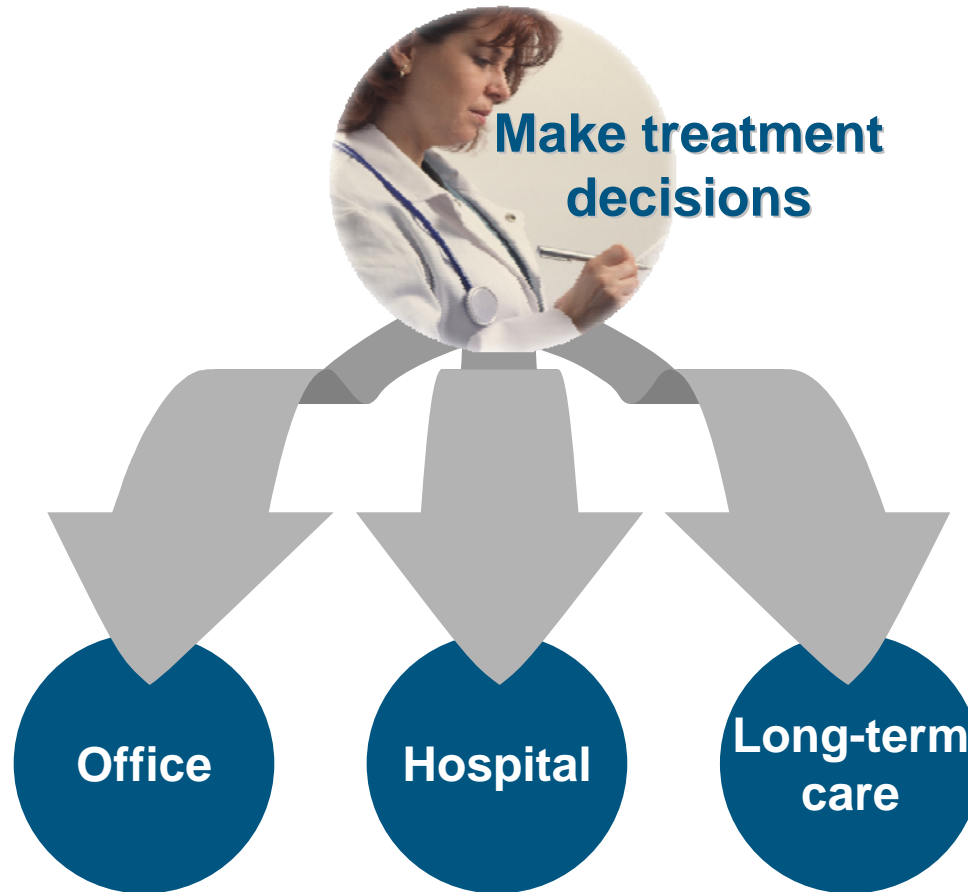 Make treatment
decisions
Office
Hospital
Long-term
care